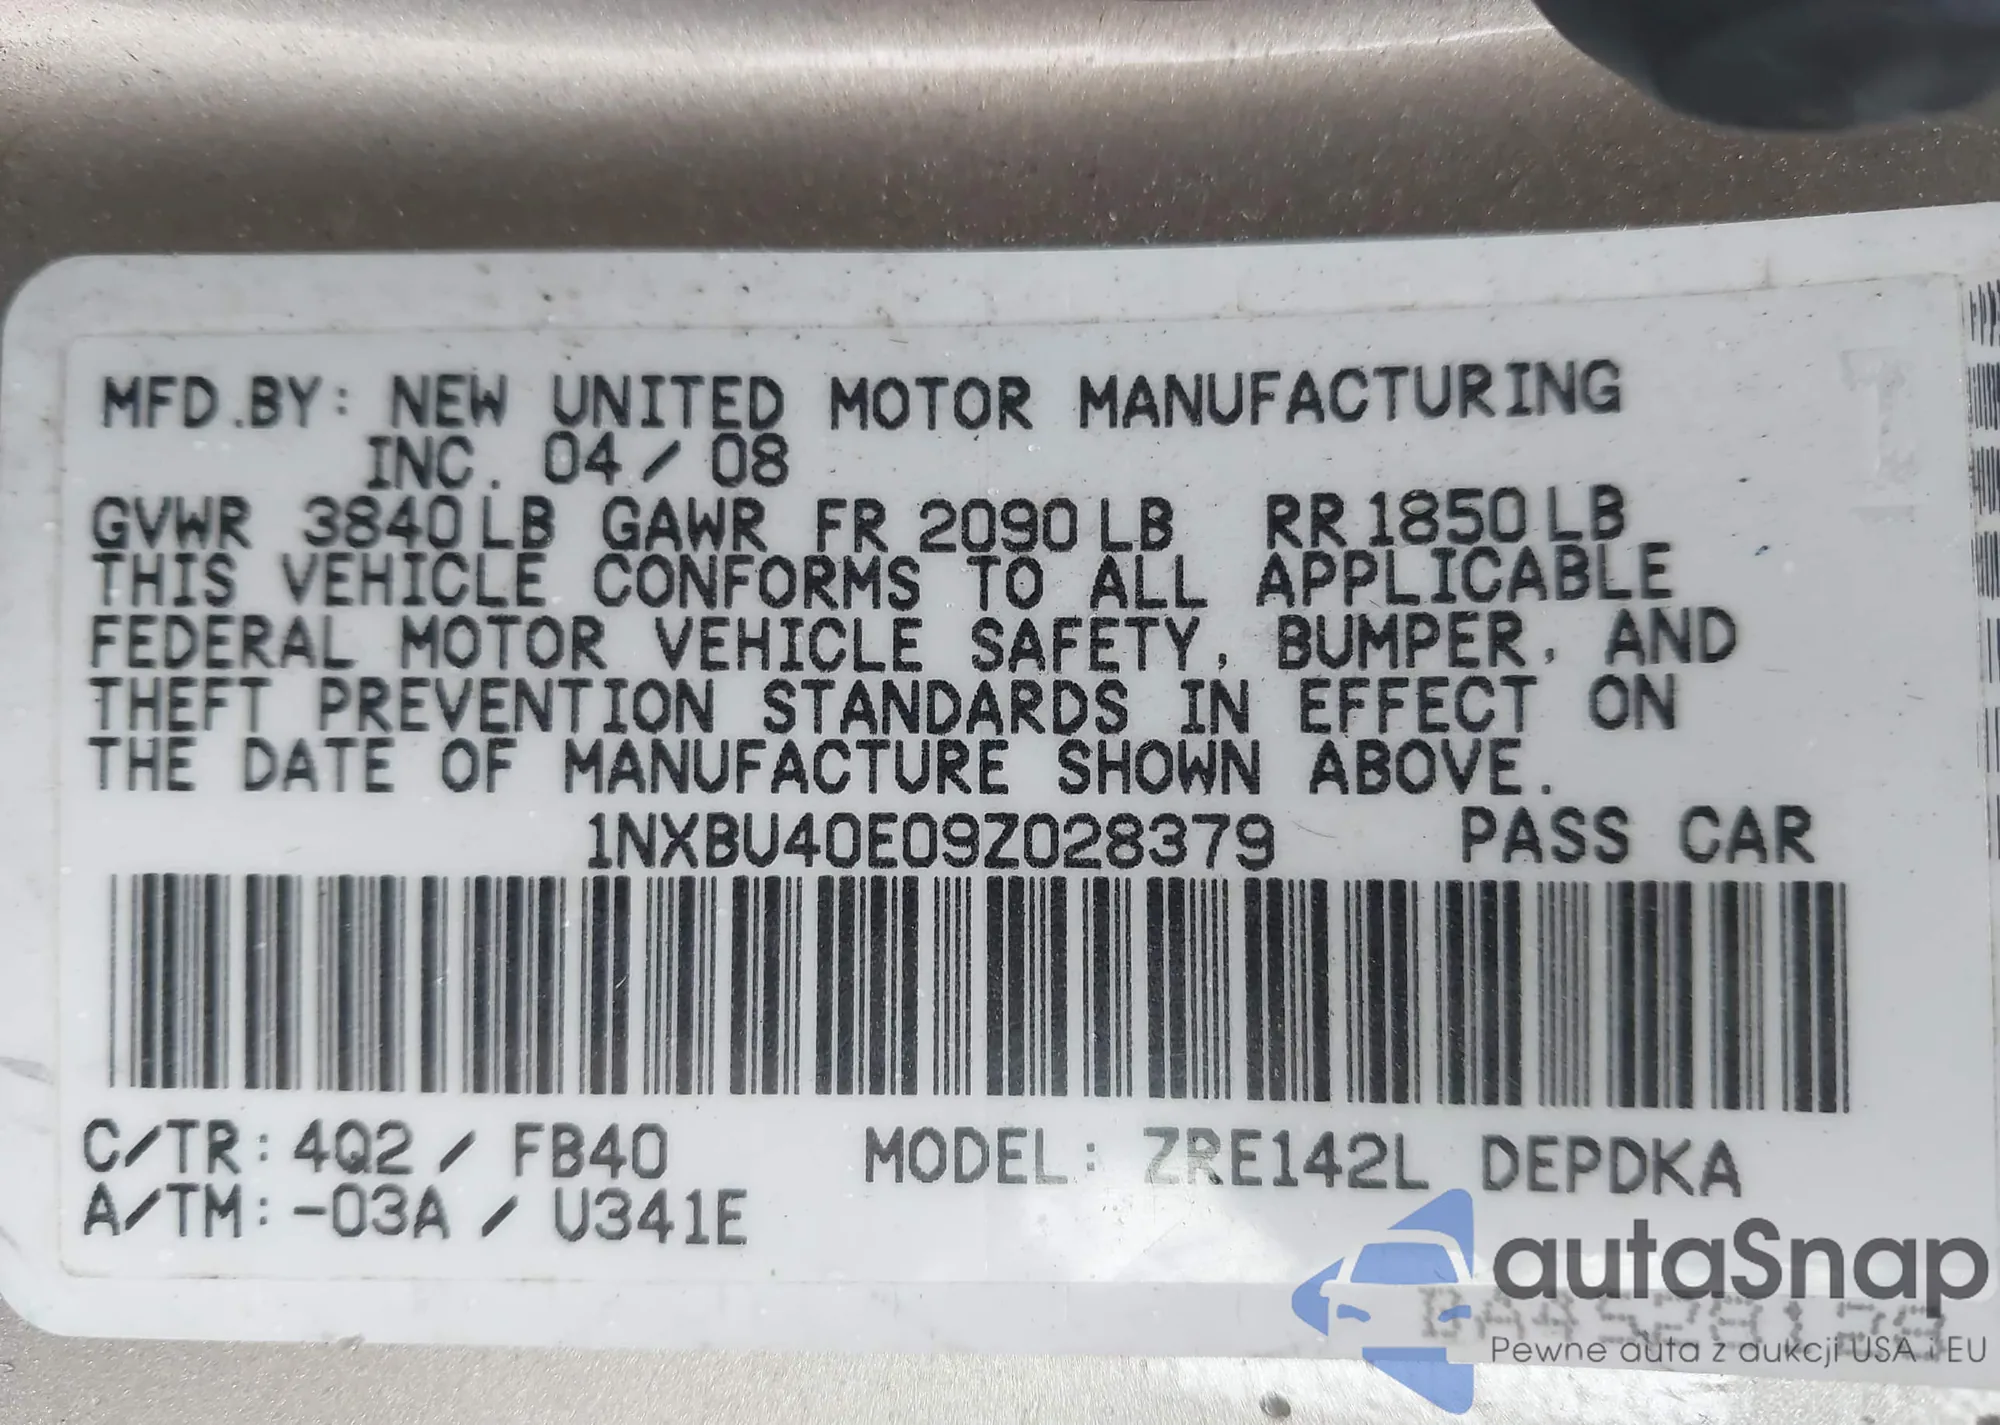 MFD.BY: NEW UNITED MOTOR MANUFACTURING
INC. 04/08
GVWR 3840LB GAWR FR 2090LB RR1850LB
THIS VEHICLE CONFORMS TO ALL APPLICABLE
FEDERAL MOTOR VEHICLE SAFETY, BUMPER, AND
THEFT PREVENTION STANDARDS IN EFFECT ON
THE DATE OF MANUFACTURE SHOWN ABOVE.
1NXBU40E09Z028379 PASS CAR
C/TR: 4Q2 / FB40 MODEL: ZRE142L DEPDKA
A/TM: -03A / U341E
autaSnap
Pewne auta z aukcji USA i EU